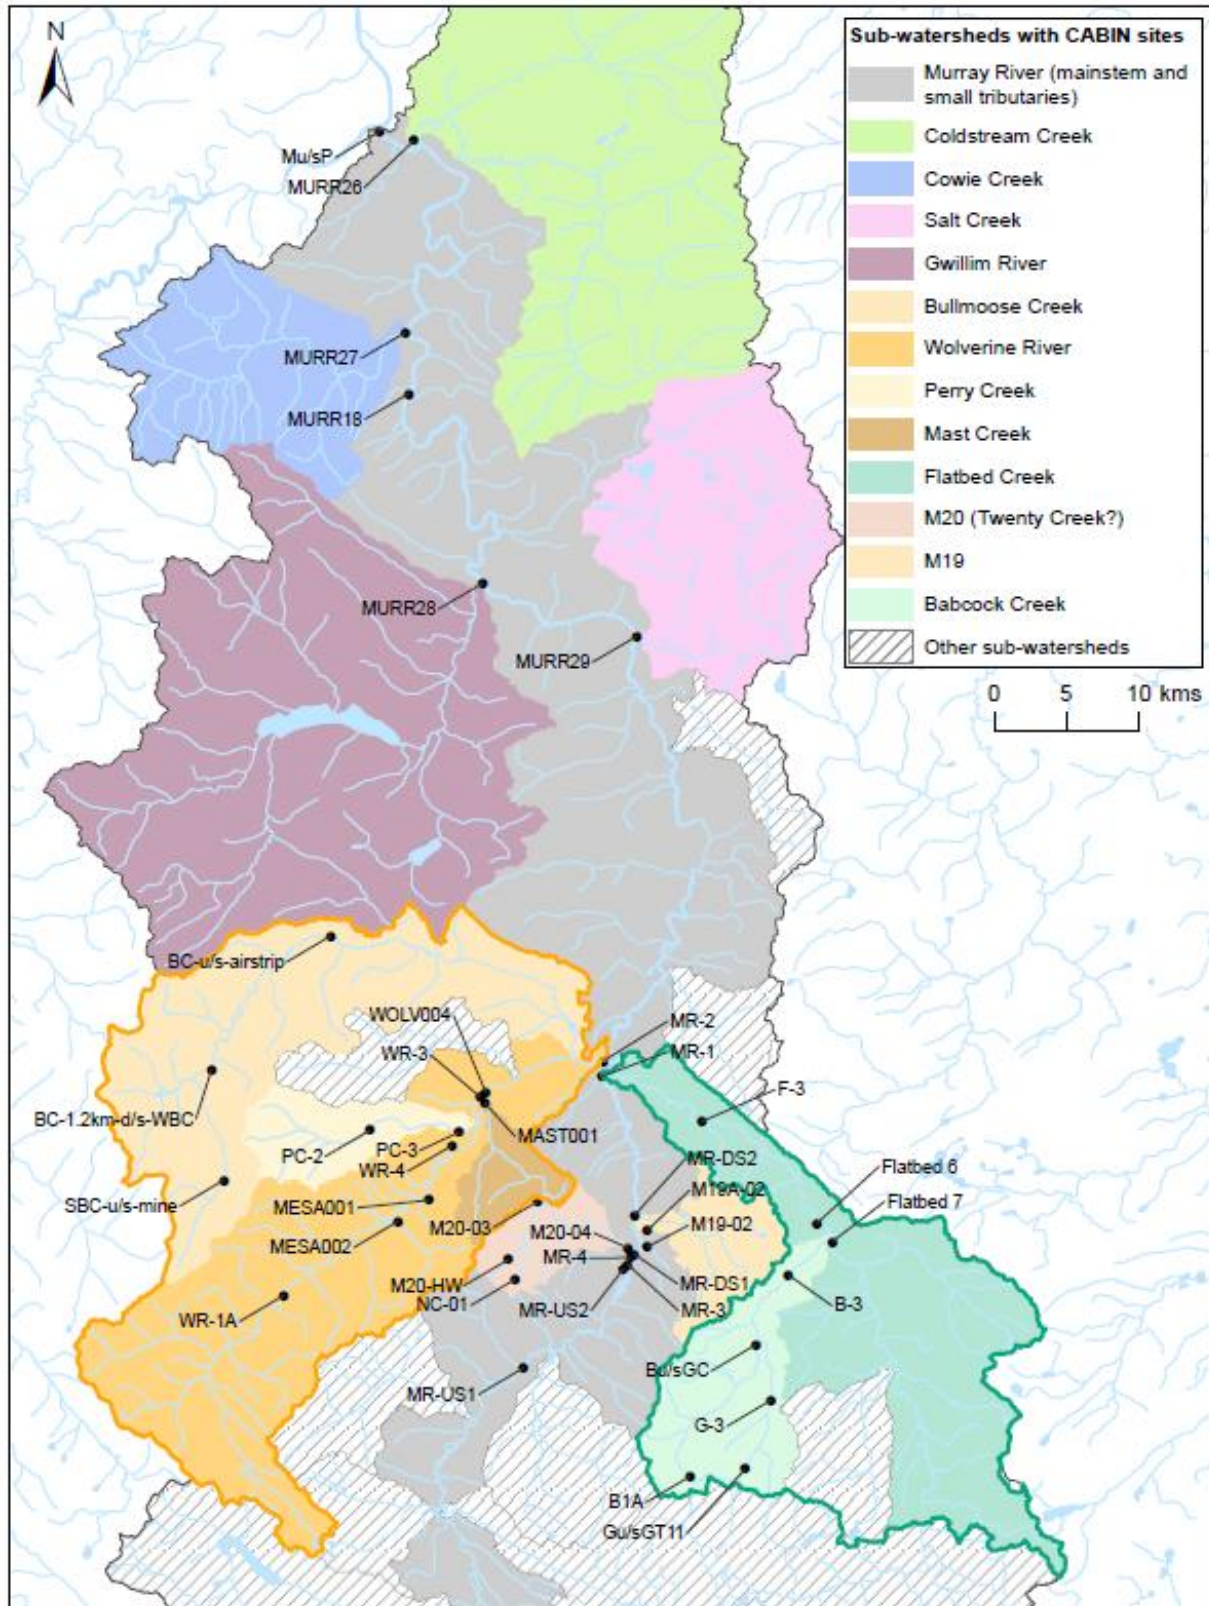 N
Sub-watersheds with CABIN sites
Murray River (mainstem and
small tributaries)
Coldstream Creek
Cowie Creek
Salt Creek
Gwillim River
Bullmoose Creek
Wolverine River
Perry Creek
Mast Creek
Flatbed Creek
M20 (Twenty Creek?)
M19
Babcock Creek
Other sub-watersheds
0 5 10 kms
Mu/sP
MURR26
MURR27
MURR18
MURR28
MURR29
BC-u/s-airstrip
WOLV004
MR-2
WR-3
MR-1
F-3
BC-1.2km-d/s-WBC
MAST001
PC-3
PC-2
WR-4
MR-DS2
Flatbed 6
M19A-02
Flatbed 7
SBC-u/s-mine
MESA001
M20-03
M20-04
M19-02
MESA002
MR-4
M20-HW
MR-DS1
B-3
NC-01
MR-US2
MR-3
WR-1A
Bu/sGC
MR-US1
G-3
B1A
Gu/sGT11